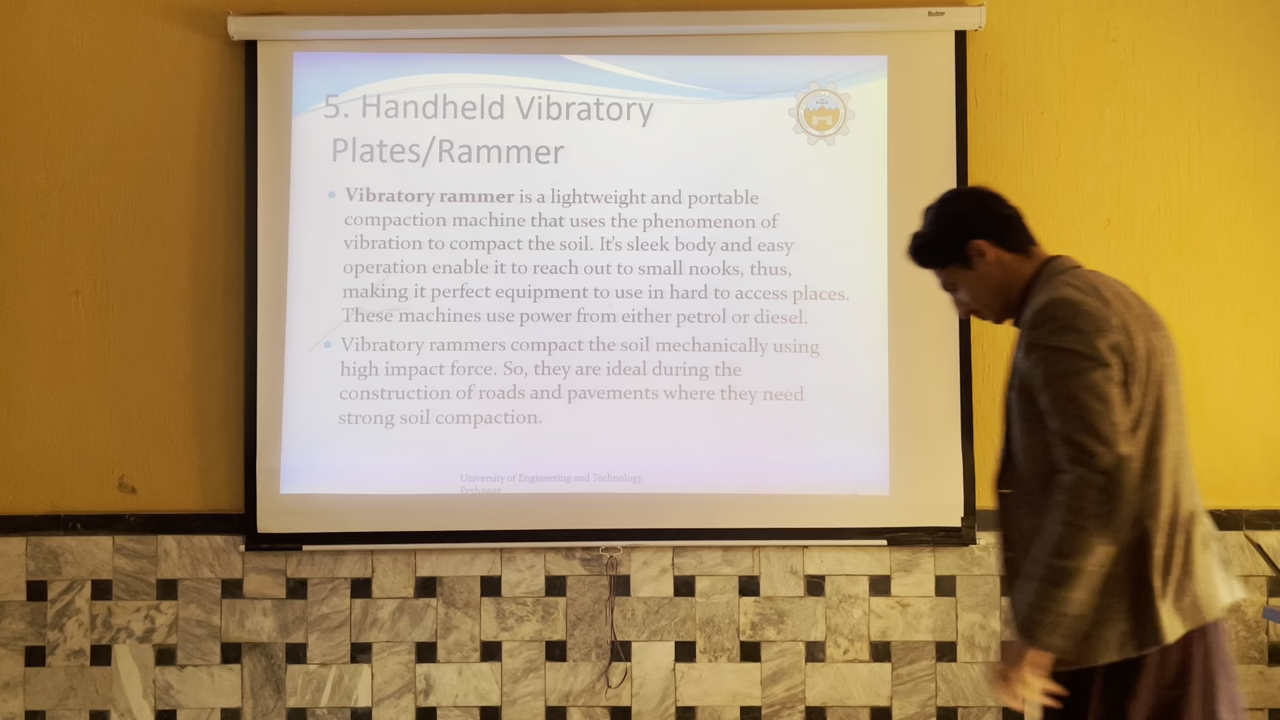 5. Handheld Vibratory
Plates/Rammer
Vibratory rammer is a lightweight and portable
compaction machine that uses the phenomenon of
vibration to compact the soil. It's sleek body and easy
operation enable it to reach out to small nooks, thus,
making it perfect equipment to use in hard to access places.
These machines use power from either petrol or diesel.
Vibratory rammers compact the soil mechanically using
high impact force. So, they are ideal during the
construction of roads and pavements where they need
strong soil compaction.
University of Engineering and Technology,
Peshawar